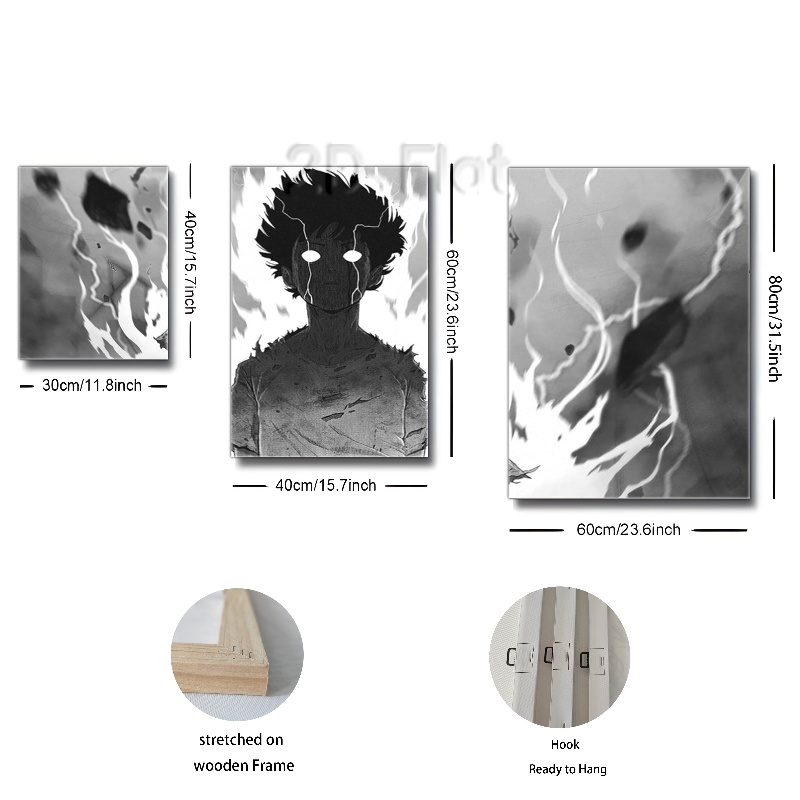 2D Flat
40cm/15.7inch
60cm/23.6inch
80cm/31.5inch
30cm/11.8inch
40cm/15.7inch
60cm/23.6inch
stretched on
wooden Frame
Hook
Ready to Hang